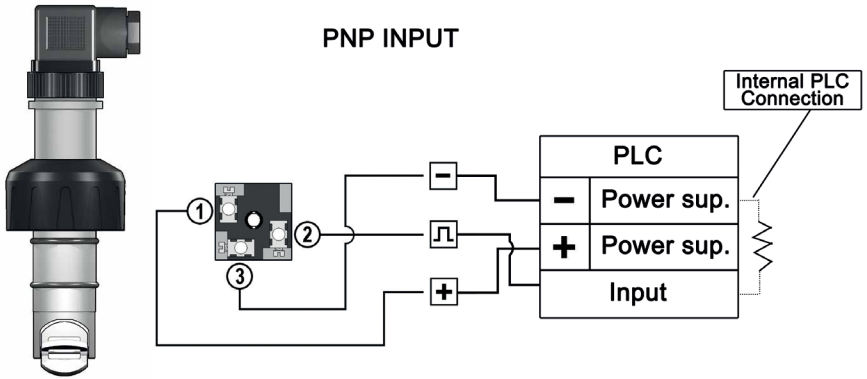 PNP INPUT
Internal PLC
Connection
PLC
− Power sup.
+ Power sup.
Input
1
2
3
−
+